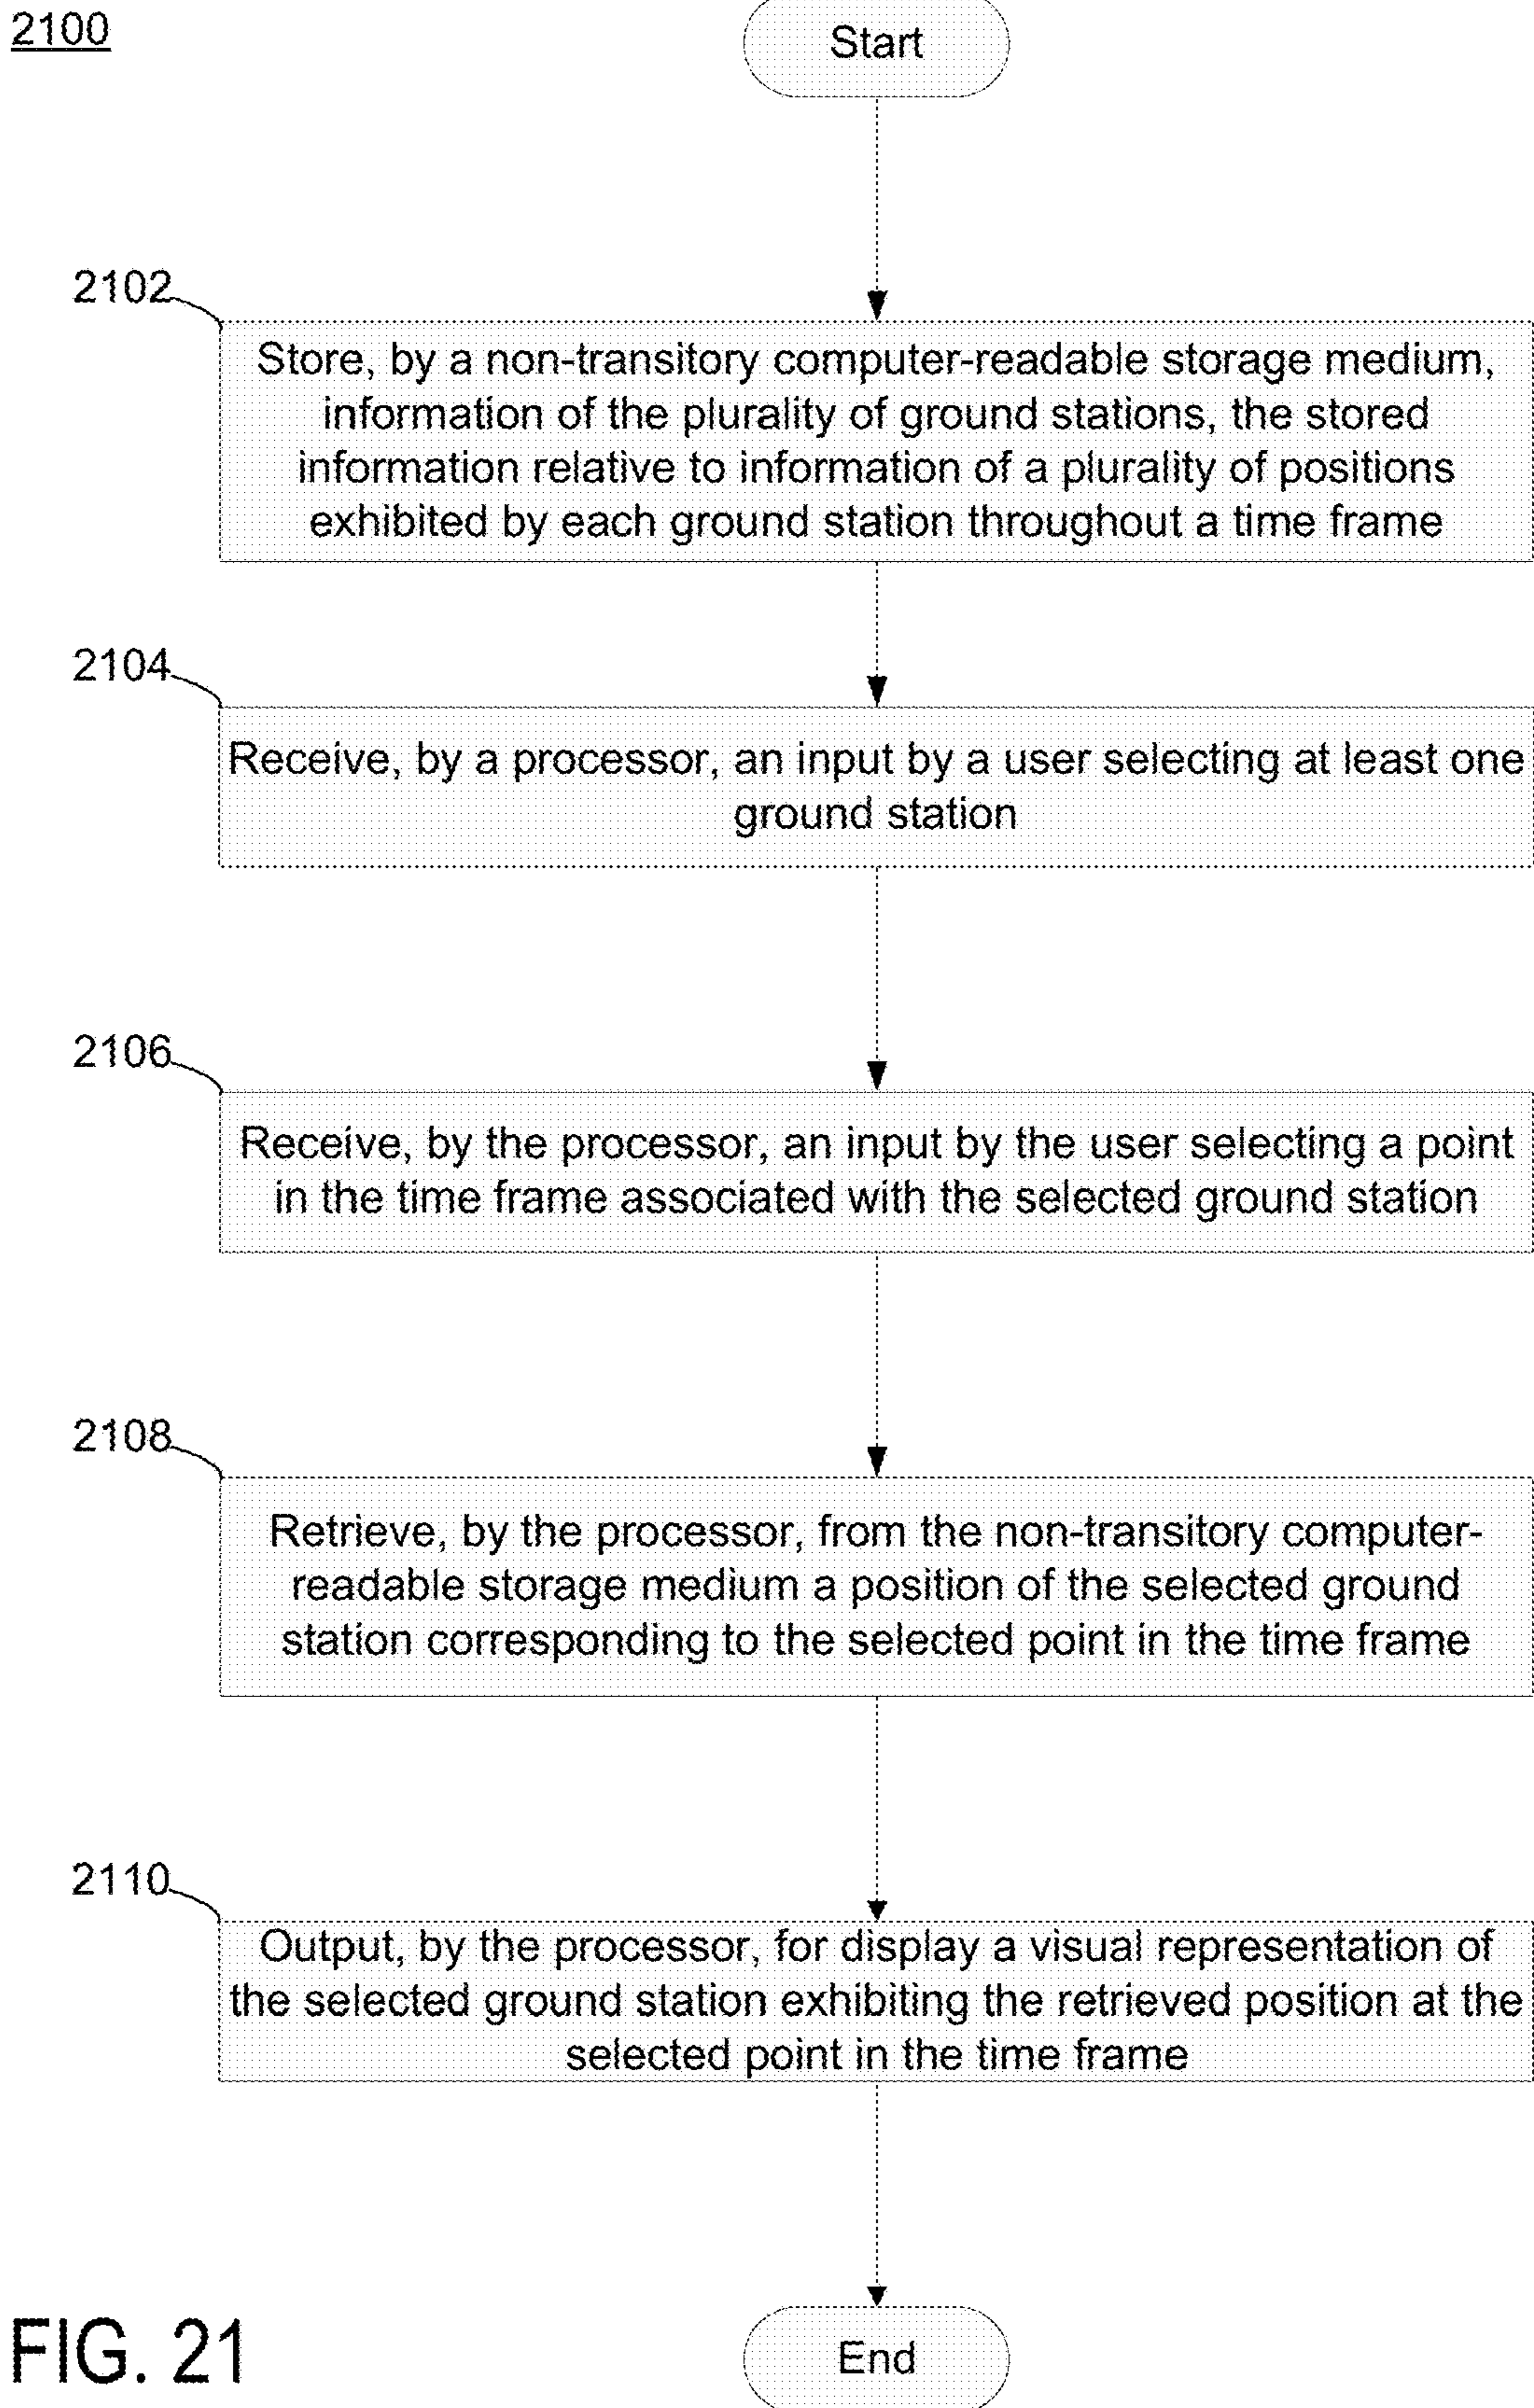 2100
Start
2102
Store, by a non-transitory computer-readable storage medium,
information of the plurality of ground stations, the stored
information relative to information of a plurality of positions
exhibited by each ground station throughout a time frame
2104
Receive, by a processor, an input by a user selecting at least one
ground station
2106
Receive, by the processor, an input by the user selecting a point
in the time frame associated with the selected ground station
2108
Retrieve, by the processor, from the non-transitory computer-
readable storage medium a position of the selected ground
station corresponding to the selected point in the time frame
2110
Output, by the processor, for display a visual representation of
the selected ground station exhibiting the retrieved position at the
selected point in the time frame
End
FIG. 21